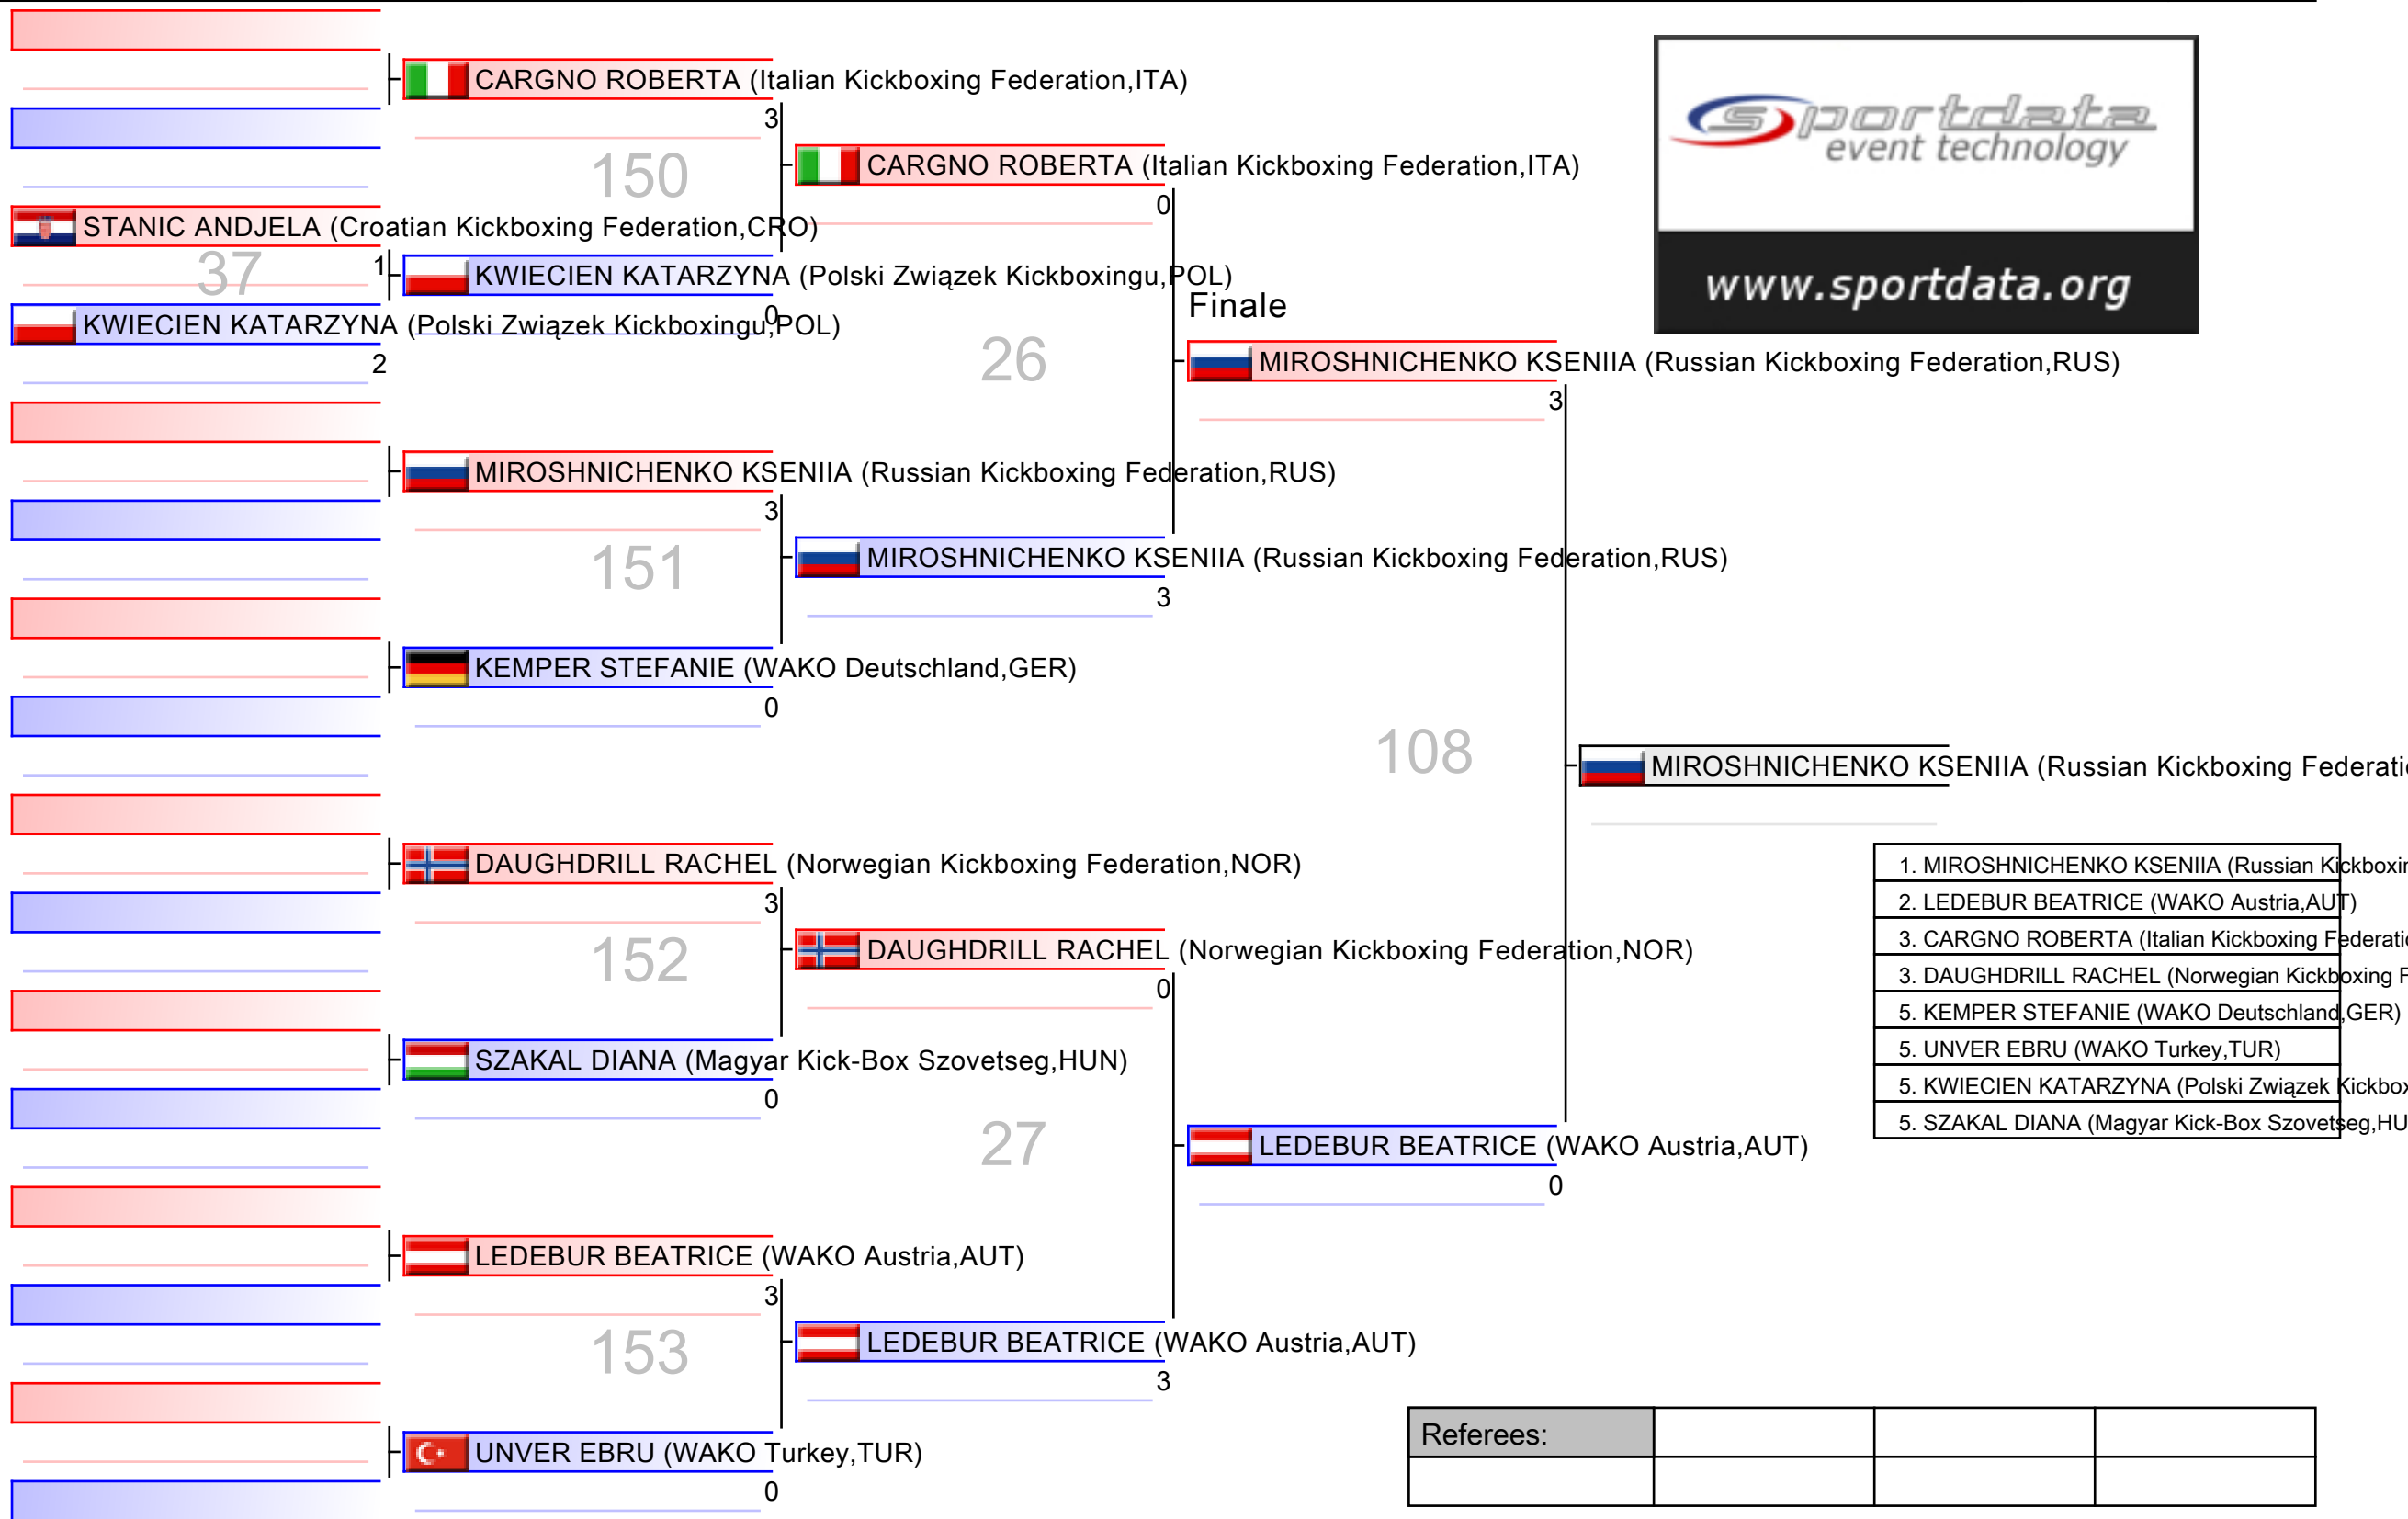 CARGNO ROBERTA (Italian Kickboxing Federation,ITA)
3
150
CARGNO ROBERTA (Italian Kickboxing Federation,ITA)
0
STANIC ANDJELA (Croatian Kickboxing Federation,CRO)
1
37
KWIECIEN KATARZYNA (Polski Związek Kickboxingu,POL)
0
KWIECIEN KATARZYNA (Polski Związek Kickboxingu,POL)
2
Finale
26
MIROSHNICHENKO KSENIIA (Russian Kickboxing Federation,RUS)
3
MIROSHNICHENKO KSENIIA (Russian Kickboxing Federation,RUS)
3
151
MIROSHNICHENKO KSENIIA (Russian Kickboxing Federation,RUS)
3
KEMPER STEFANIE (WAKO Deutschland,GER)
0
108
MIROSHNICHENKO KSENIIA (Russian Kickboxing Federati
DAUGHDRILL RACHEL (Norwegian Kickboxing Federation,NOR)
3
152
DAUGHDRILL RACHEL (Norwegian Kickboxing Federation,NOR)
0
SZAKAL DIANA (Magyar Kick-Box Szovetseg,HUN)
0
27
LEDEBUR BEATRICE (WAKO Austria,AUT)
0
LEDEBUR BEATRICE (WAKO Austria,AUT)
3
153
LEDEBUR BEATRICE (WAKO Austria,AUT)
3
UNVER EBRU (WAKO Turkey,TUR)
0
sportdata
event technology
www.sportdata.org
1. MIROSHNICHENKO KSENIIA (Russian Kickboxin
2. LEDEBUR BEATRICE (WAKO Austria,AUT)
3. CARGNO ROBERTA (Italian Kickboxing Federati
3. DAUGHDRILL RACHEL (Norwegian Kickboxing F
5. KEMPER STEFANIE (WAKO Deutschland,GER)
5. UNVER EBRU (WAKO Turkey,TUR)
5. KWIECIEN KATARZYNA (Polski Związek Kickbox
5. SZAKAL DIANA (Magyar Kick-Box Szovetseg,HU
Referees: